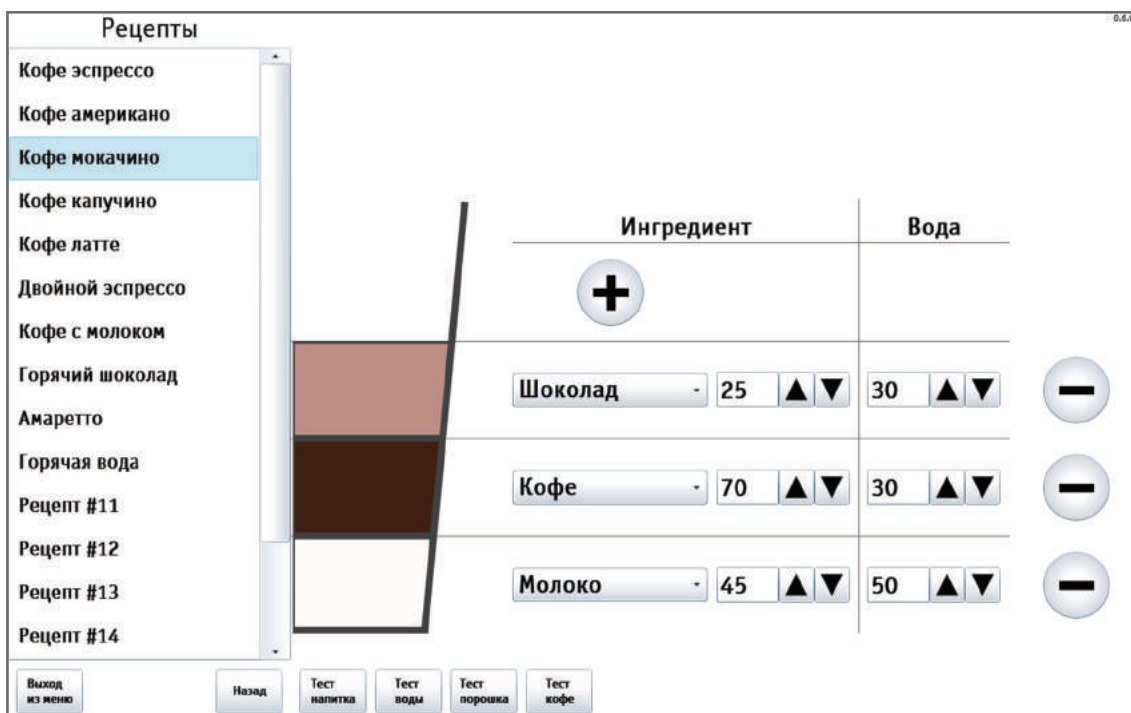 Рецепты
0.6.
Кофе эспрессо
Кофе американо
Кофе мокачино
Кофе капучино
Кофе латте
Двойной эспрессо
Кофе с молоком
Горячий шоколад
Амаретто
Горячая вода
Рецепт #11
Рецепт #12
Рецепт #13
Рецепт #14
Ингредиент Вода
Шоколад 25 30
Кофе 70 30
Молоко 45 50
Выход из меню
Назад
Тест напитка
Тест воды
Тест порошка
Тест кофе